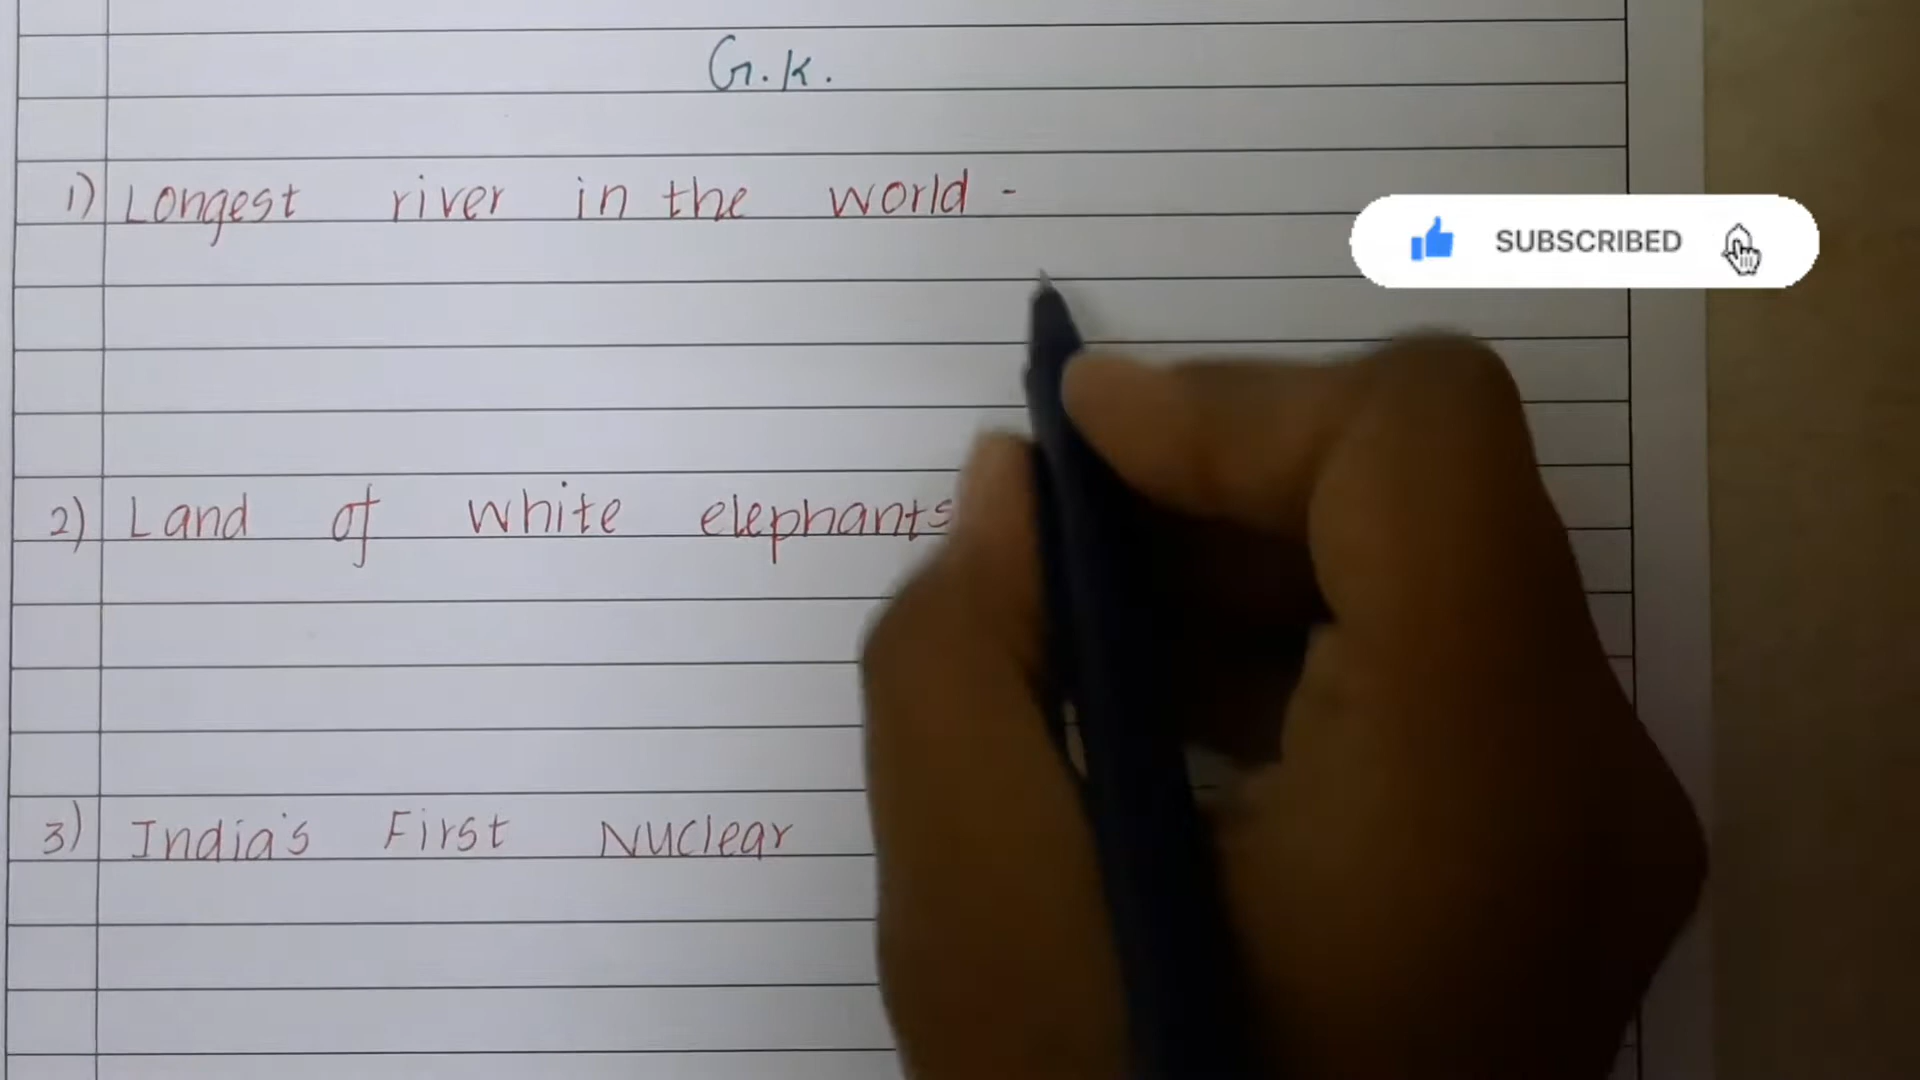 G.K.
1) Longest river in the world -
SUBSCRIBED
2) Land of white elephants
3) India's First Nuclear